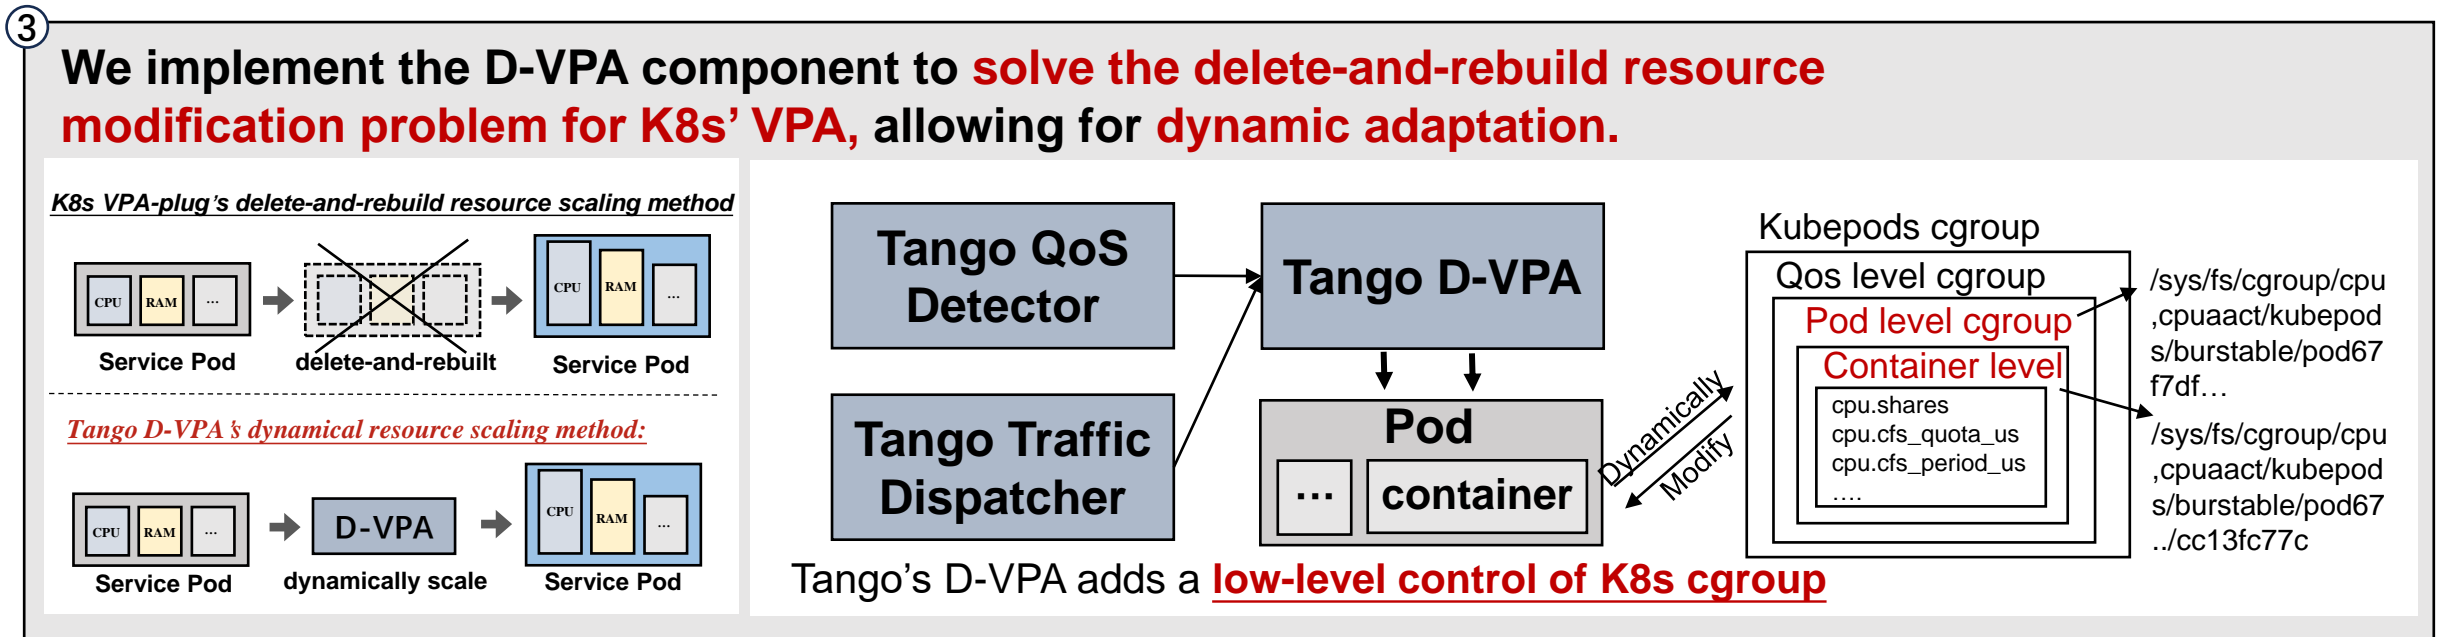 3
We implement the D-VPA component to solve the delete-and-rebuild resource
modification problem for K8s’ VPA, allowing for dynamic adaptation.
K8s VPA-plug’s delete-and-rebuild resource scaling method
CPU
RAM
...
CPU
RAM
...
Service Pod
delete-and-rebuilt
Service Pod
Tango D-VPA’s dynamical resource scaling method:
CPU
RAM
...
D-VPA
CPU
RAM
...
Service Pod
dynamically scale
Service Pod
Tango QoS
Detector
Tango D-VPA
Tango Traffic
Dispatcher
Pod
...
container
Dynamically
Modify
Kubepods cgroup
Qos level cgroup
Pod level cgroup
Container level
cpu.shares
cpu.cfs_quota_us
cpu.cfs_period_us
....
/sys/fs/cgroup/cpu
,cpuaact/kubepod
s/burstable/pod67
f7df...
/sys/fs/cgroup/cpu
,cpuaact/kubepod
s/burstable/pod67
../cc13fc77c
Tango’s D-VPA adds a low-level control of K8s cgroup